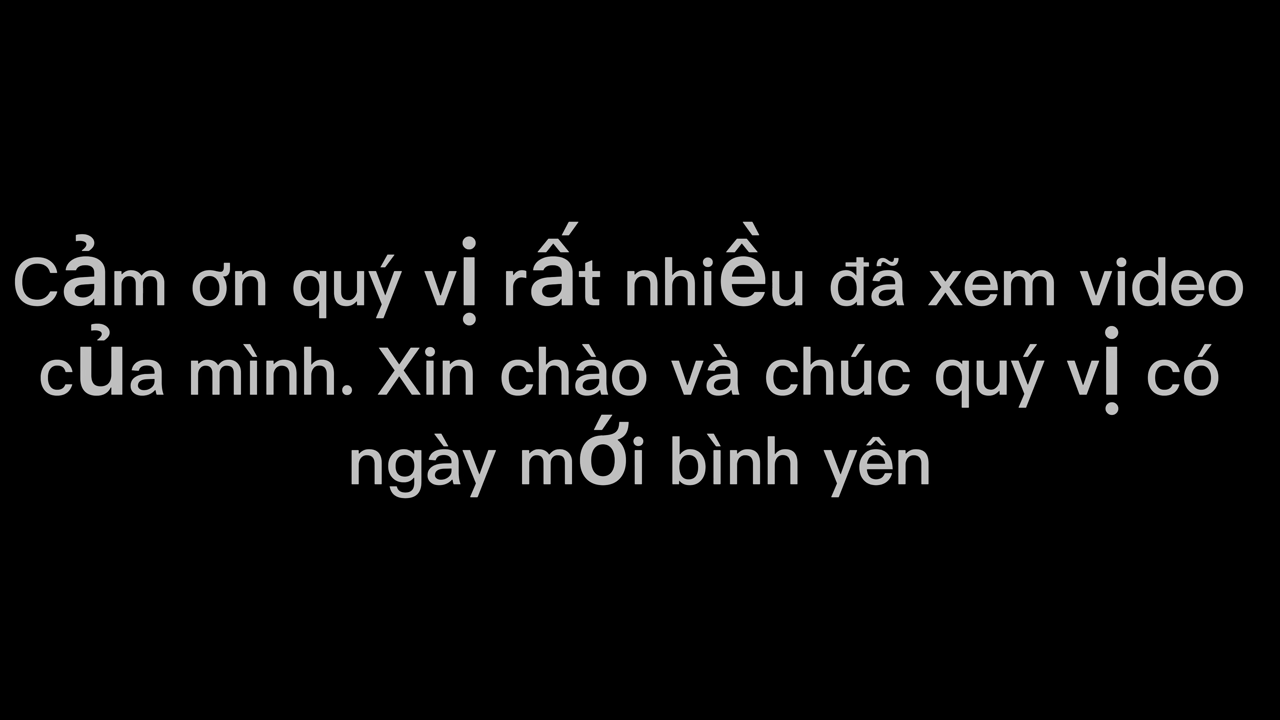 Cảm ơn quý vị rất nhiều đã xem video
của mình. Xin chào và chúc quý vị có
ngày mới bình yên